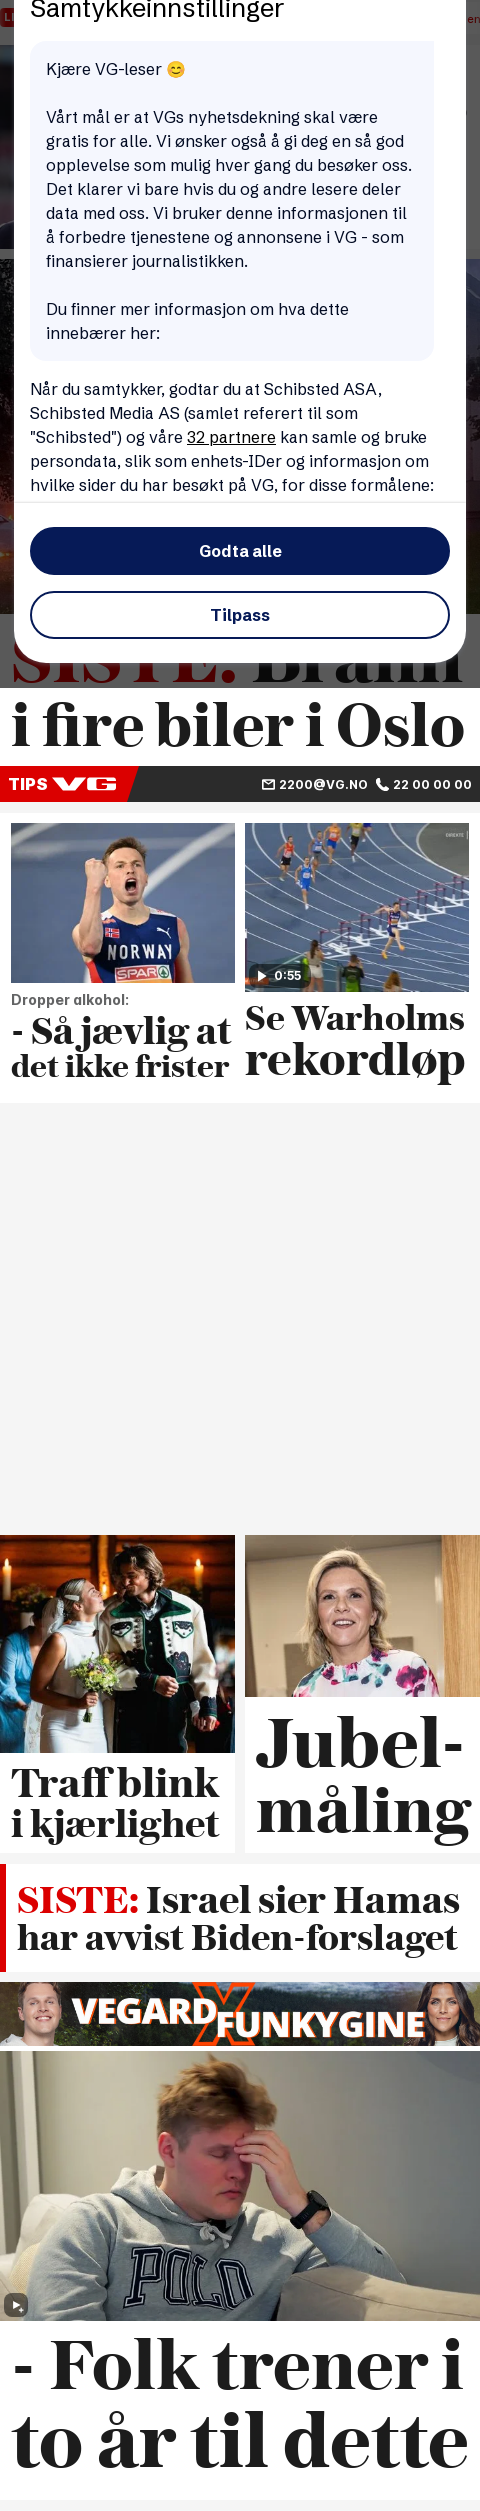 Samtykkeinnstillinger
Kjære VG-leser 😊
Vårt mål er at VGs nyhetsdekning skal være
gratis for alle. Vi ønsker også å gi deg en så god
opplevelse som mulig hver gang du besøker oss.
Det klarer vi bare hvis du og andre lesere deler
data med oss. Vi bruker denne informasjonen til
å forbedre tjenestene og annonsene i VG - som
finansierer journalistikken.
Du finner mer informasjon om hva dette
innebærer her:
Når du samtykker, godtar du at Schibsted ASA,
Schibsted Media AS (samlet referert til som
"Schibsted") og våre 32 partnere kan samle og bruke
persondata, slik som enhets-IDer og informasjon om
hvilke sider du har besøkt på VG, for disse formålene:
Godta alle
Tilpass
SISTE: Brann
i fire biler i Oslo
TIPS VG 2200@VG.NO 22 00 00 00
NORWAY
SPAR
Dropper alkohol:
- Så jævlig at
det ikke frister
0:55
Se Warholms
rekordløp
Traff blink
i kjærlighet
Jubel-
måling
SISTE: Israel sier Hamas
har avvist Biden-forslaget
VEGARD X FUNKYGINE
POLO
- Folk trener i
to år til dette